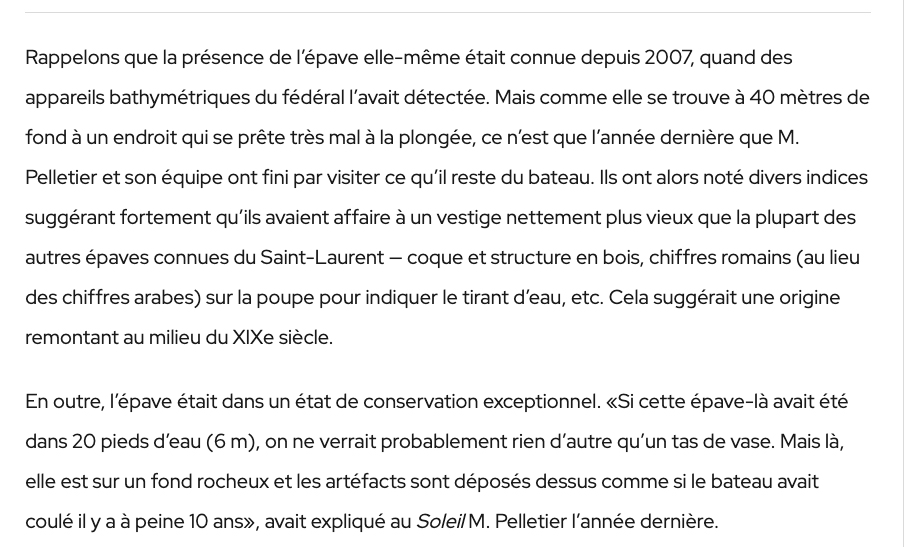 Rappelons que la présence de l’épave elle-même était connue depuis 2007, quand des
appareils bathymétriques du fédéral l’avait détectée. Mais comme elle se trouve à 40 mètres de
fond à un endroit qui se prête très mal à la plongée, ce n’est que l’année dernière que M.
Pelletier et son équipe ont fini par visiter ce qu’il reste du bateau. Ils ont alors noté divers indices
suggérant fortement qu’ils avaient affaire à un vestige nettement plus vieux que la plupart des
autres épaves connues du Saint-Laurent — coque et structure en bois, chiffres romains (au lieu
des chiffres arabes) sur la poupe pour indiquer le tirant d’eau, etc. Cela suggérait une origine
remontant au milieu du XIXe siècle.
En outre, l’épave était dans un état de conservation exceptionnel. «Si cette épave-là avait été
dans 20 pieds d’eau (6 m), on ne verrait probablement rien d’autre qu’un tas de vase. Mais là,
elle est sur un fond rocheux et les artéfacts sont déposés dessus comme si le bateau avait
coulé il y a à peine 10 ans», avait expliqué au Soleil M. Pelletier l’année dernière.